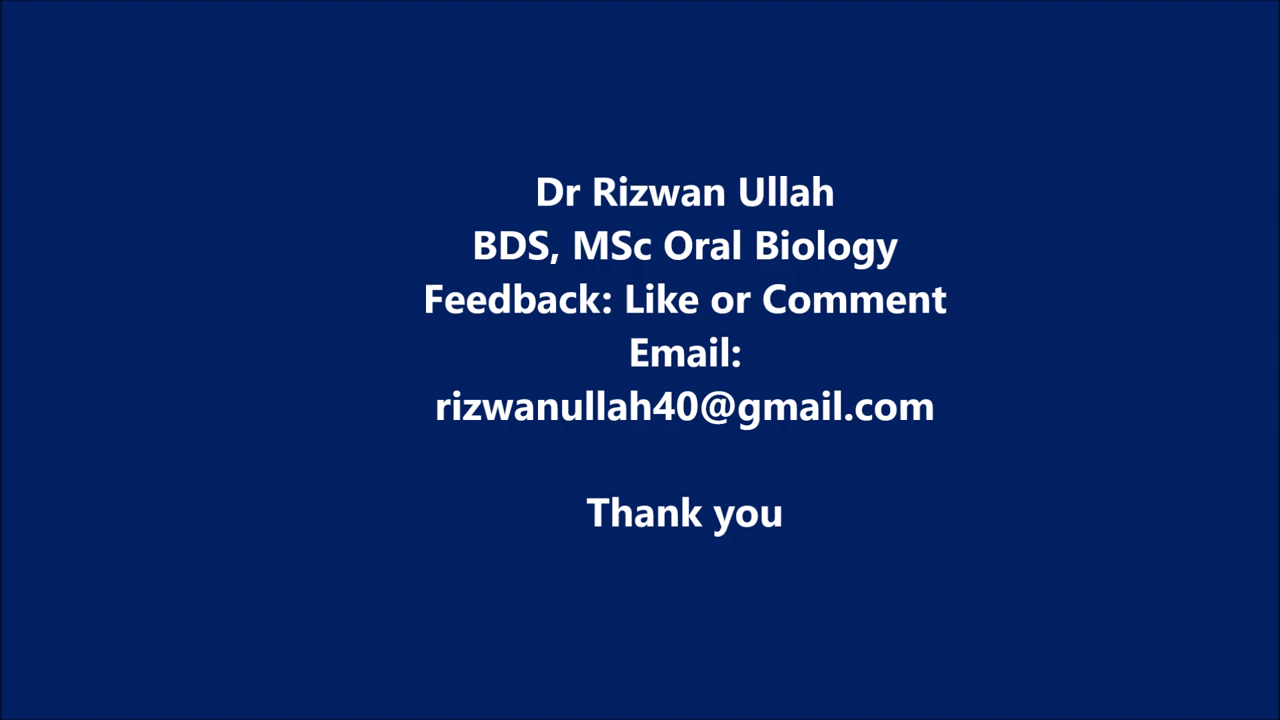 Dr Rizwan Ullah
BDS, MSc Oral Biology
Feedback: Like or Comment
Email:
rizwanullah40@gmail.com
Thank you